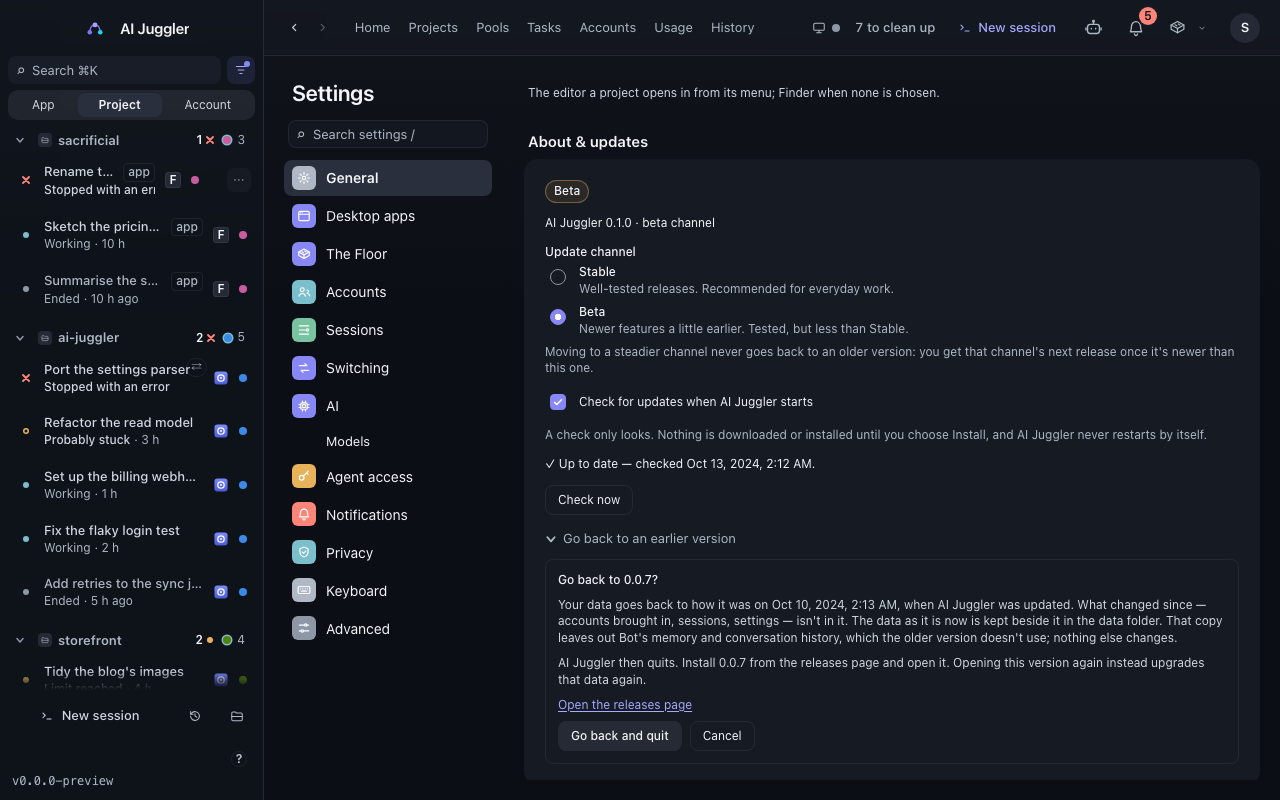 AI Juggler
Search ⌘K
App Project Account
sacrificial 1 3
Rename t... app F
Stopped with an err
Sketch the pricin... app F
Working · 10 h
Summarise the s... app F
Ended · 10 h ago
ai-juggler 2 5
Port the settings parser
Stopped with an error
Refactor the read model
Probably stuck · 3 h
Set up the billing webh...
Working · 1 h
Fix the flaky login test
Working · 2 h
Add retries to the sync j...
Ended · 5 h ago
storefront 2 4
Tidy the blog's images
New session
?
v0.0.0-preview
Home Projects Pools Tasks Accounts Usage History 7 to clean up New session 5 S
Settings
Search settings /
General
Desktop apps
The Floor
Accounts
Sessions
Switching
AI
Models
Agent access
Notifications
Privacy
Keyboard
Advanced
The editor a project opens in from its menu; Finder when none is chosen.
About & updates
Beta
AI Juggler 0.1.0 · beta channel
Update channel
Stable
Well-tested releases. Recommended for everyday work.
Beta
Newer features a little earlier. Tested, but less than Stable.
Moving to a steadier channel never goes back to an older version: you get that channel's next release once it's newer than
this one.
Check for updates when AI Juggler starts
A check only looks. Nothing is downloaded or installed until you choose Install, and AI Juggler never restarts by itself.
✓ Up to date — checked Oct 13, 2024, 2:12 AM.
Check now
Go back to an earlier version
Go back to 0.0.7?
Your data goes back to how it was on Oct 10, 2024, 2:13 AM, when AI Juggler was updated. What changed since —
accounts brought in, sessions, settings — isn't in it. The data as it is now is kept beside it in the data folder. That copy
leaves out Bot's memory and conversation history, which the older version doesn't use; nothing else changes.
AI Juggler then quits. Install 0.0.7 from the releases page and open it. Opening this version again instead upgrades
that data again.
Open the releases page
Go back and quit Cancel